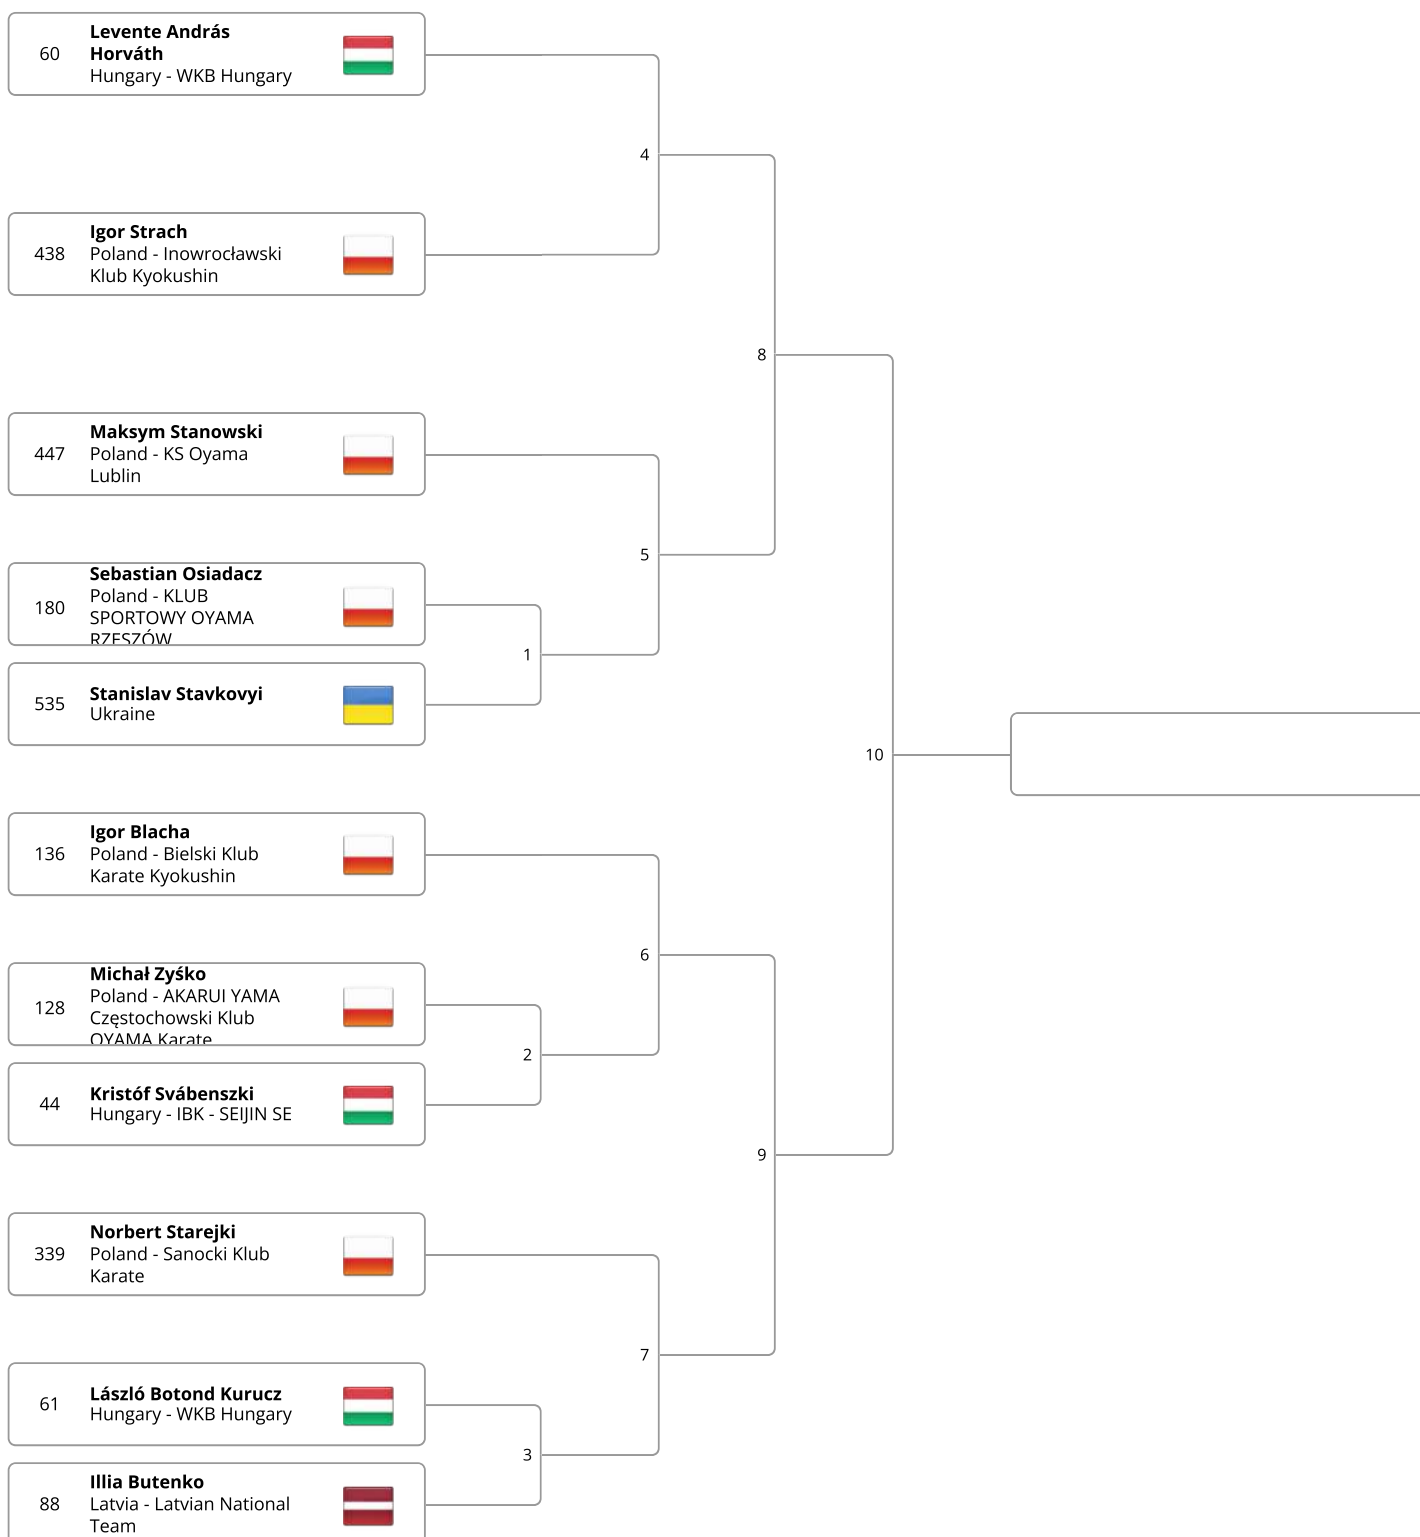 60
Levente András
Horváth
Hungary - WKB Hungary
4
438
Igor Strach
Poland - Inowrocławski
Klub Kyokushin
8
447
Maksym Stanowski
Poland - KS Oyama
Lublin
5
180
Sebastian Osiadacz
Poland - KLUB
SPORTOWY OYAMA
RZESZÓW
1
535
Stanislav Stavkovyi
Ukraine
10
136
Igor Blacha
Poland - Bielski Klub
Karate Kyokushin
6
128
Michał Zyśko
Poland - AKARUI YAMA
Częstochowski Klub
OYAMA Karate
2
44
Kristóf Svábenszki
Hungary - IBK - SEIJIN SE
9
339
Norbert Starejki
Poland - Sanocki Klub
Karate
7
61
László Botond Kurucz
Hungary - WKB Hungary
3
88
Illia Butenko
Latvia - Latvian National
Team